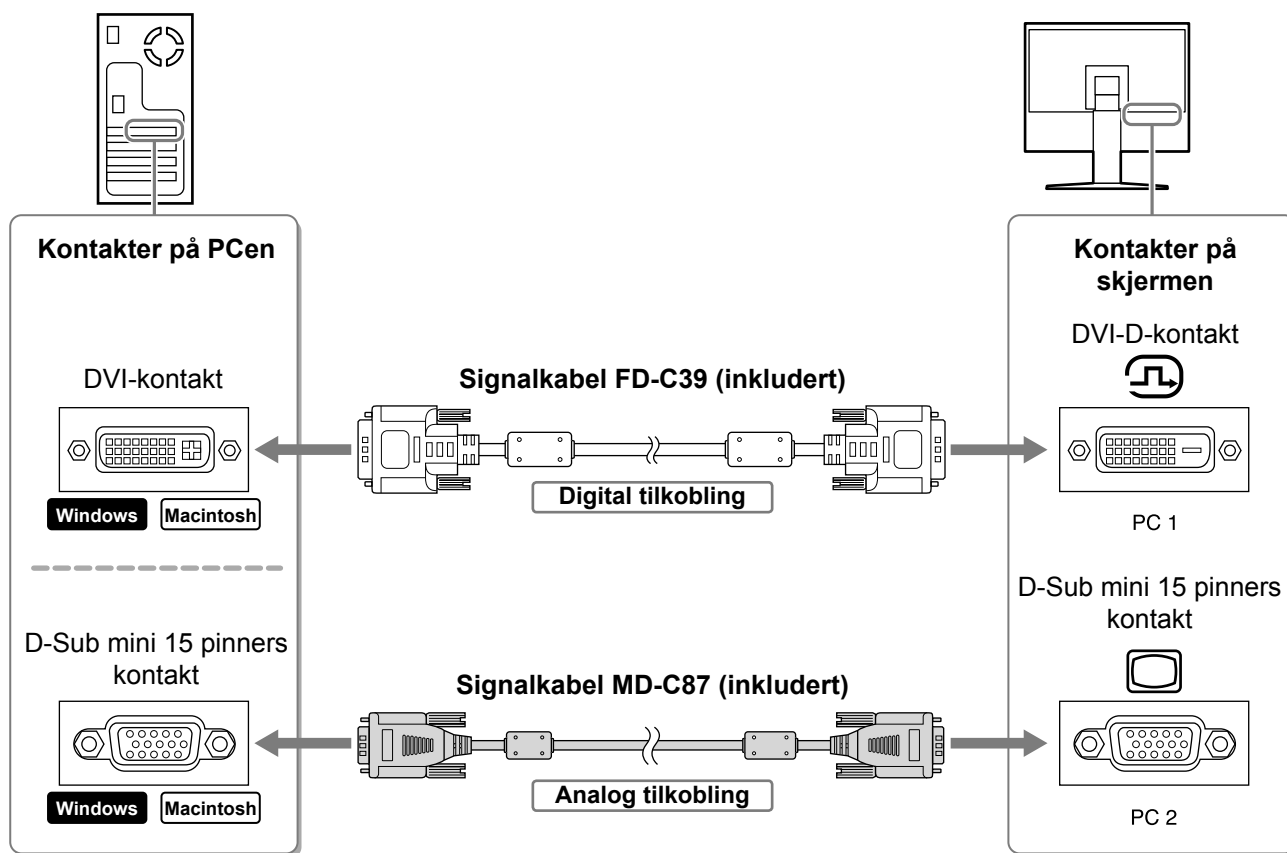 Kontakter på PCen
DVI-kontakt
Windows
Macintosh
D-Sub mini 15 pinners
kontakt
Windows
Macintosh
Signalkabel FD-C39 (inkludert)
Digital tilkobling
Signalkabel MD-C87 (inkludert)
Analog tilkobling
Kontakter på
skjermen
DVI-D-kontakt
PC 1
D-Sub mini 15 pinners
kontakt
PC 2